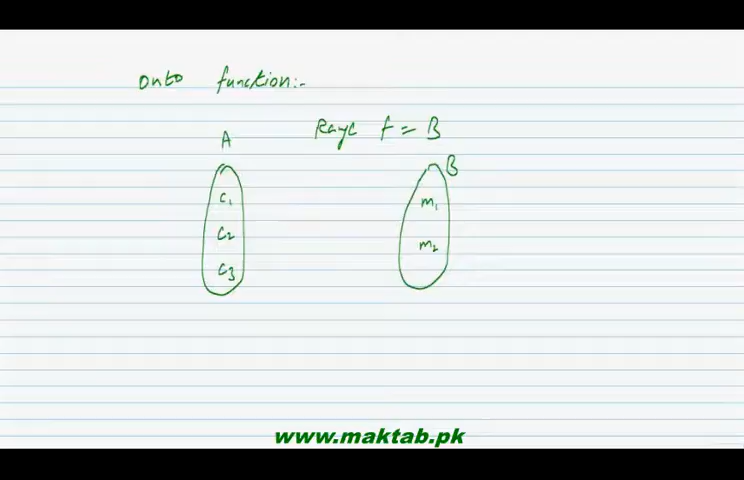 onto function:-
Range f = B
A
B
c₁
m₁
c₂
m₂
c₃
www.maktab.pk